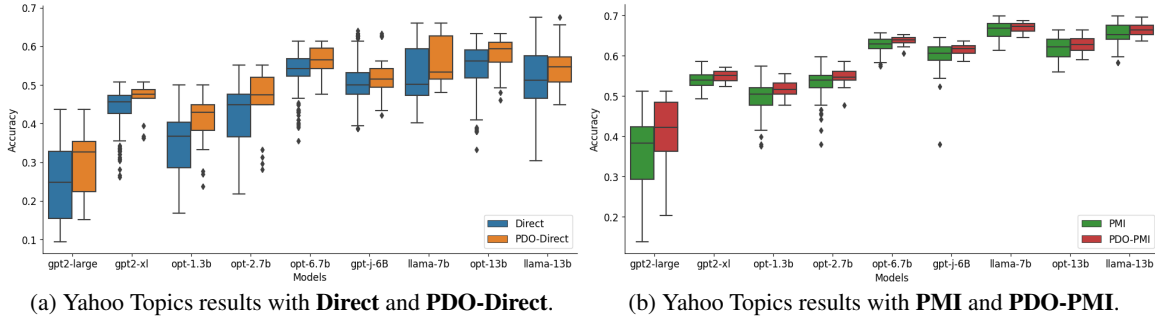 0.7
0.6
0.5
0.4
0.3
0.2
0.1
Accuracy
Direct
PDO-Direct
gpt2-large gpt2-xl opt-1.3b opt-2.7b opt-6.7b gpt-j-6B llama-7b opt-13b llama-13b
Models
(a) Yahoo Topics results with Direct and PDO-Direct.
0.7
0.6
0.5
0.4
0.3
0.2
Accuracy
PMI
PDO-PMI
gpt2-large gpt2-xl opt-1.3b opt-2.7b opt-6.7b gpt-j-6B llama-7b opt-13b llama-13b
Models
(b) Yahoo Topics results with PMI and PDO-PMI.